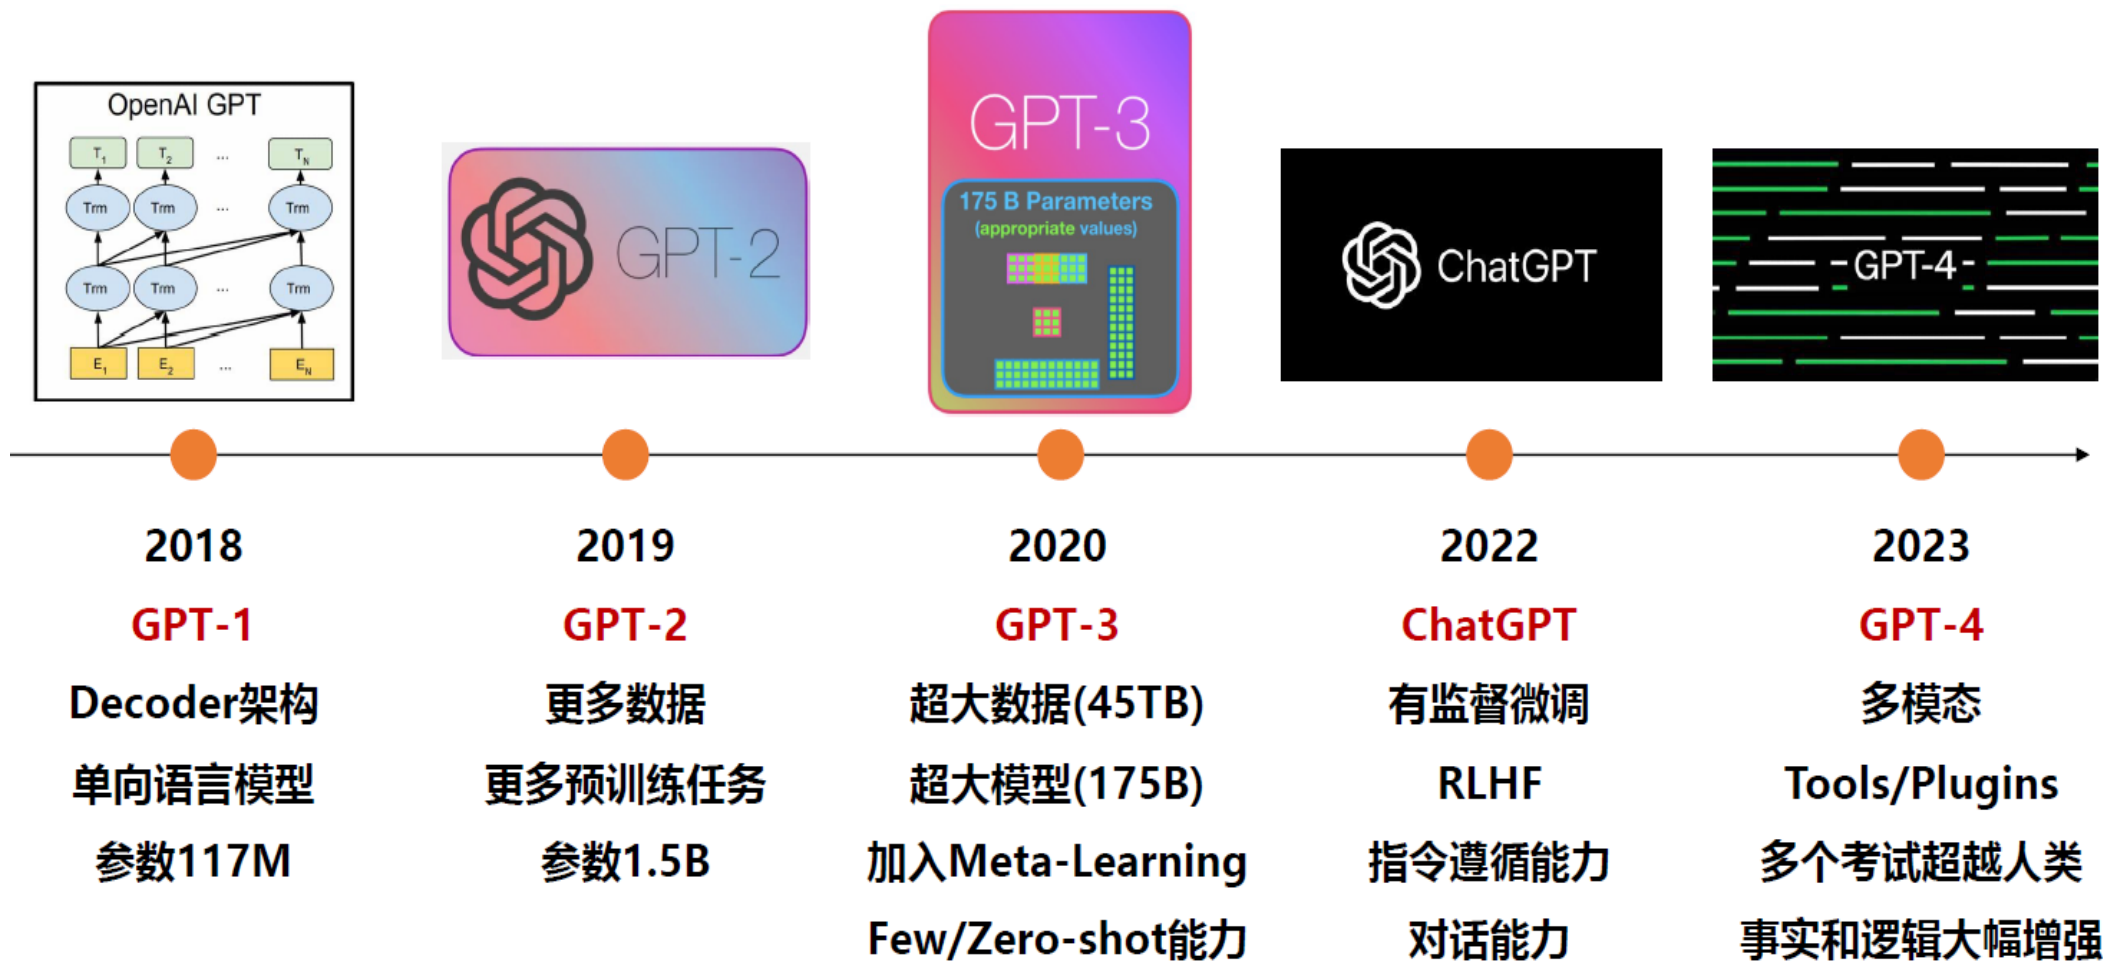 OpenAI GPT
T1 T2 ... TN
Trm Trm ... Trm
Trm Trm ... Trm
E1 E2 ... EN
GPT-2
GPT-3
175 B Parameters
(appropriate values)
ChatGPT
GPT-4
2018
GPT-1
Decoder架构
单向语言模型
参数117M
2019
GPT-2
更多数据
更多预训练任务
参数1.5B
2020
GPT-3
超大数据(45TB)
超大模型(175B)
加入Meta-Learning
Few/Zero-shot能力
2022
ChatGPT
有监督微调
RLHF
指令遵循能力
对话能力
2023
GPT-4
多模态
Tools/Plugins
多个考试超越人类
事实和逻辑大幅增强